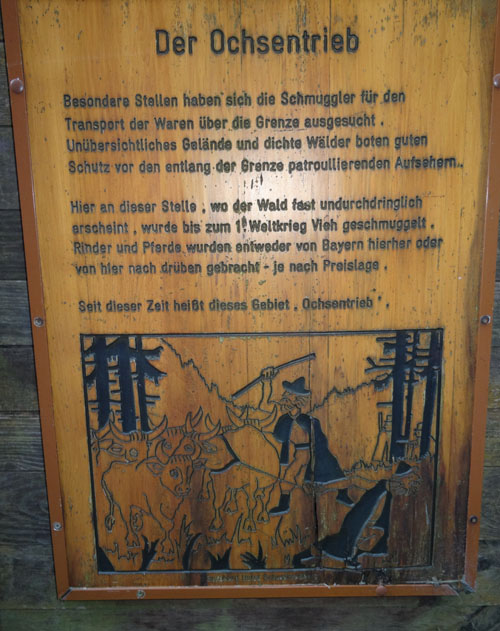 Der Ochsentrieb
Besondere Stellen haben sich die Schmuggler für den
Transport der Waren über die Grenze ausgesucht .
Unübersichtliches Gelände und dichte Wälder boten guten
Schutz vor den entlang der Grenze patroullierenden Aufsehern .
Hier an dieser Stelle , wo der Wald fast undurchdringlich
erscheint , wurde bis zum 1. Weltkrieg Vieh geschmuggelt .
Rinder und Pferde wurden entweder von Bayern hierher oder
von hier nach drüben gebracht - je nach Preislage .
Seit dieser Zeit heißt dieses Gebiet , Ochsentrieb' .